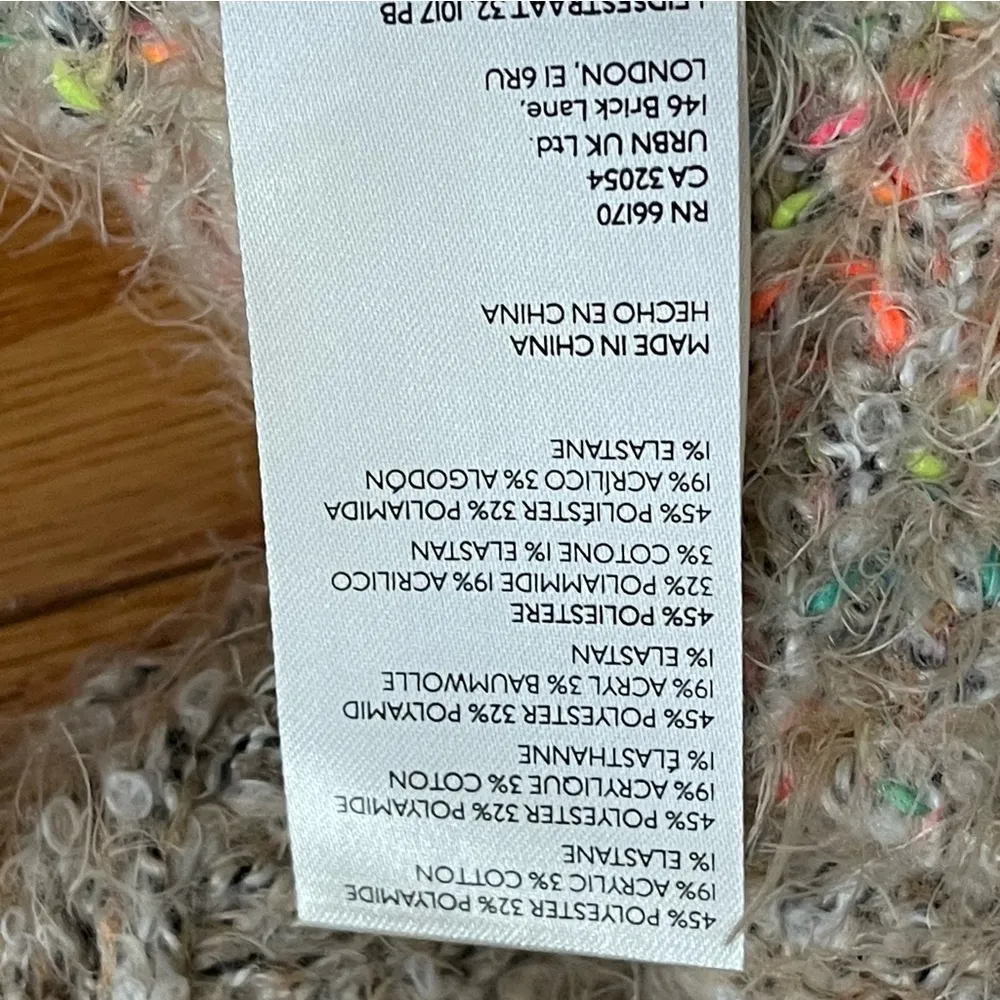 45% POLYESTER 32% POLYAMIDE
19% ACRYLIC 3% COTTON
1% ELASTANE
45% POLYESTER 32% POLYAMIDE
19% ACRYLIQUE 3% COTON
1% ÉLASTHANNE
45% POLYESTER 32% POLYAMID
19% ACRYL 3% BAUMWOLLE
1% ELASTAN
45% POLIESTERE
32% POLIAMMIDE 19% ACRILICO
3% COTONE 1% ELASTAN
45% POLIÉSTER 32% POLIAMIDA
19% ACRÍLICO 3% ALGODÓN
1% ELASTANE
MADE IN CHINA
HECHO EN CHINA
RN 66170
CA 32054
URBN UK Ltd.
146 Brick Lane,
LONDON, E1 6RU
LEIDSESTRAAT 32, 1017 PB